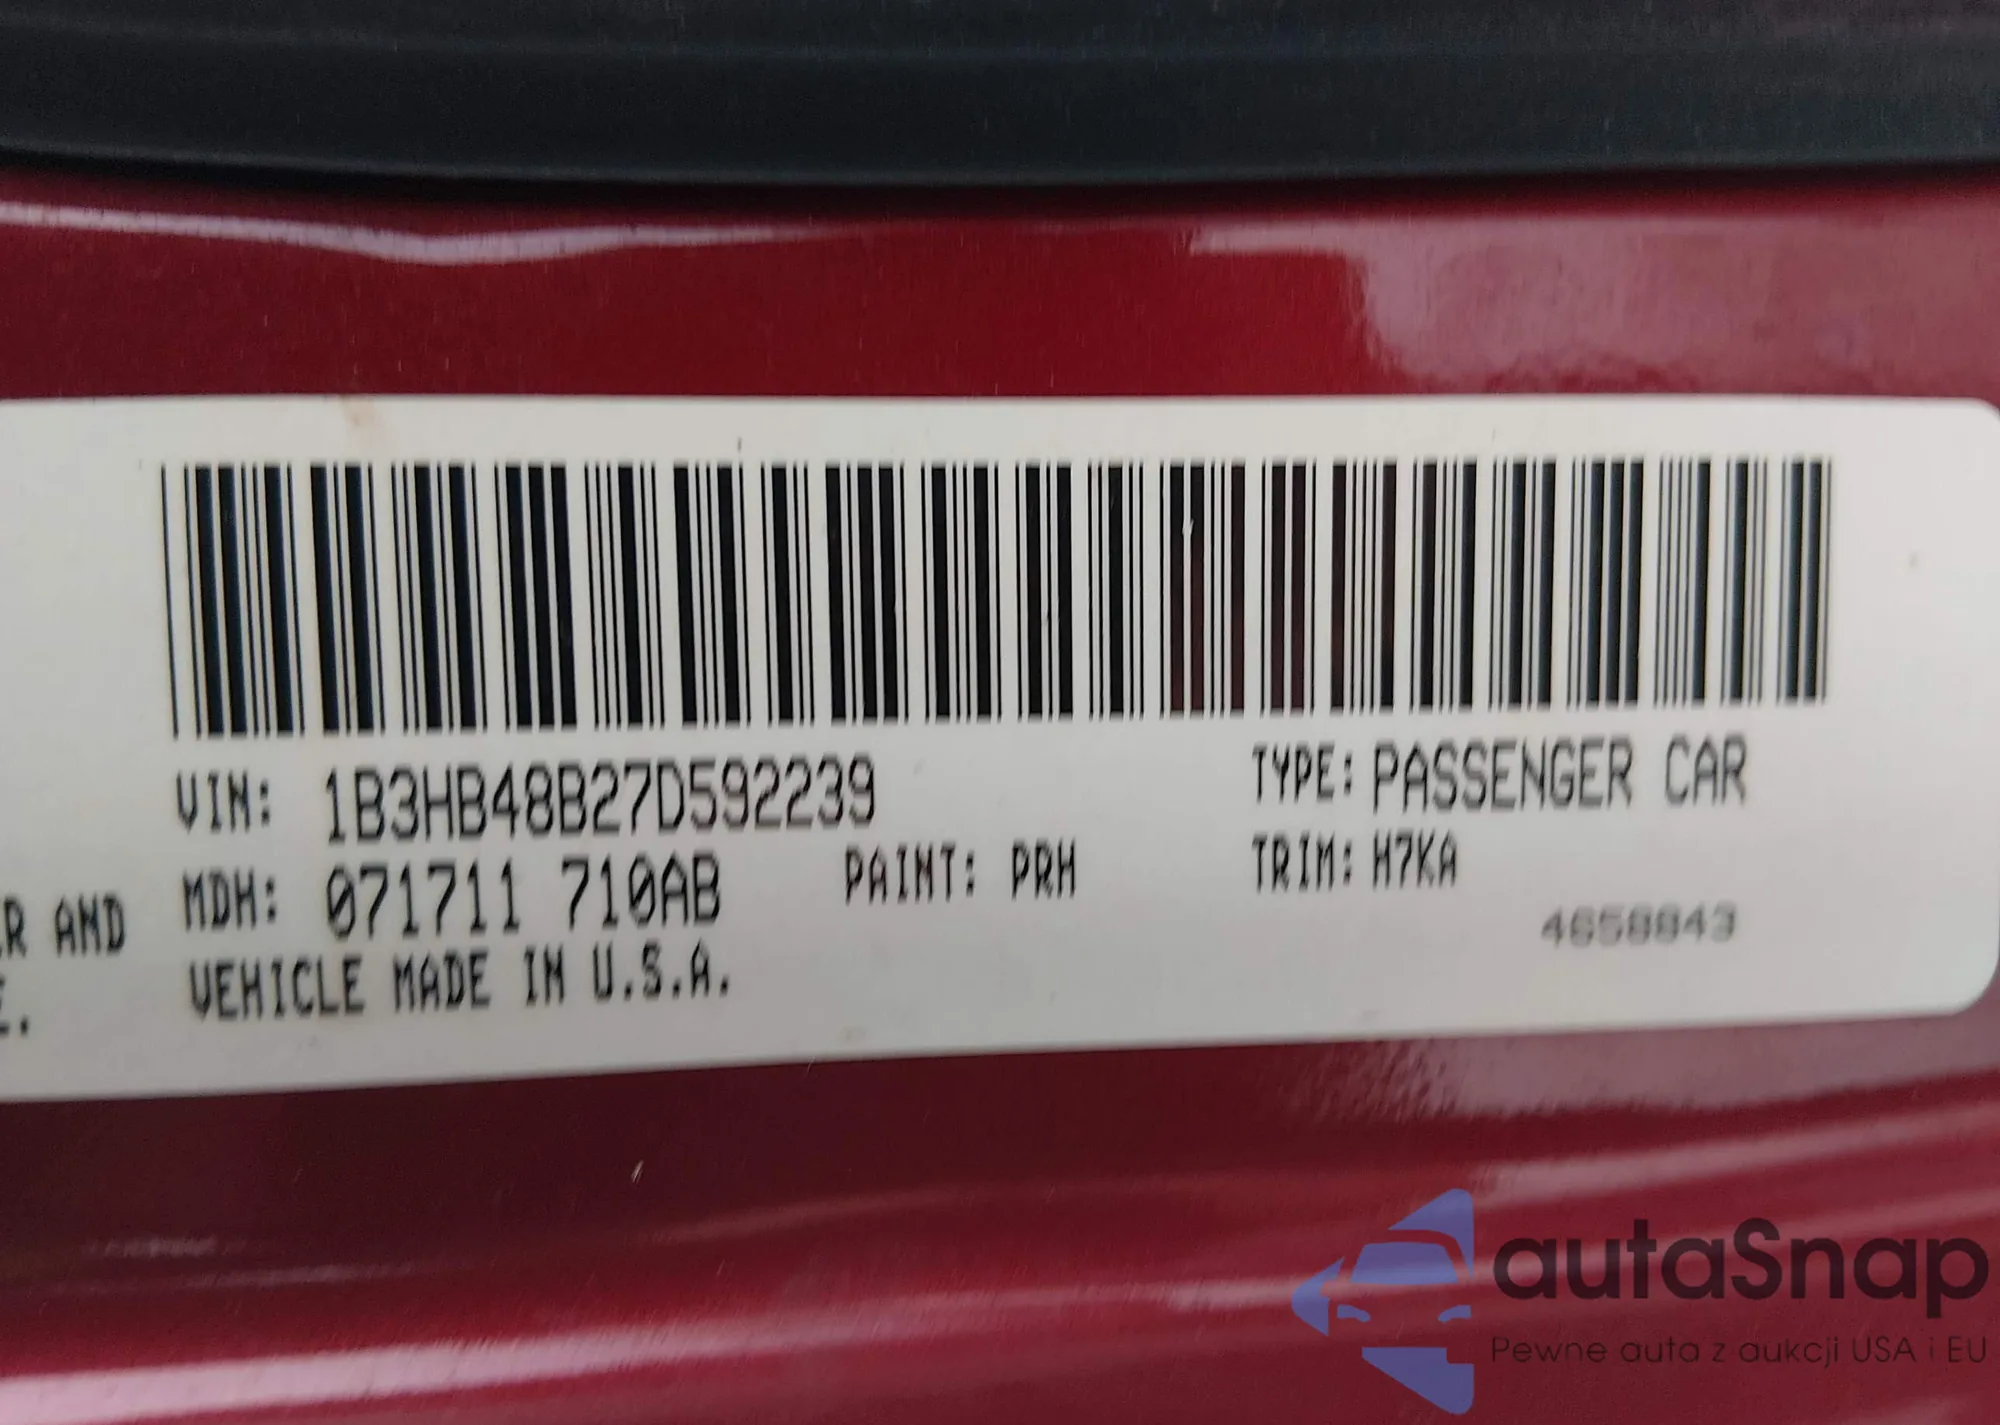 VIN: 1B3HB48B27D592239
TYPE: PASSENGER CAR
MDH: 071711 710AB
PAINT: PRH
TRIM: H7KA
ER AND
4658843
VEHICLE MADE IN U.S.A.
E.
autaSnap
Pewne auta z aukcji USA i EU